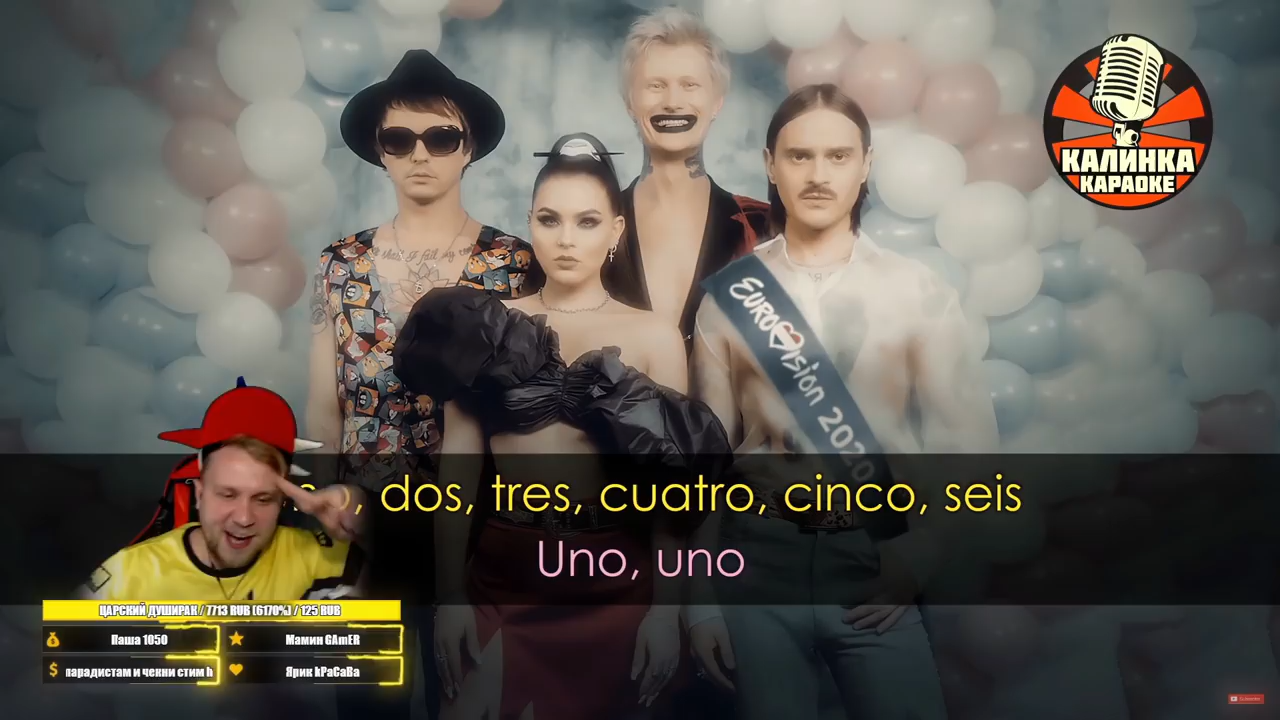 КАЛИНКА
КАРАОКЕ
EUROVISION 2020
dos, tres, cuatro, cinco, seis
Uno, uno
ЦАРСКИЙ ДУШИРАК / 7713 RUB (6170%) / 125 RUB
Паша 1050
Мамин GAmER
парадистам и чекни стим h
Ярик kPaCaBa